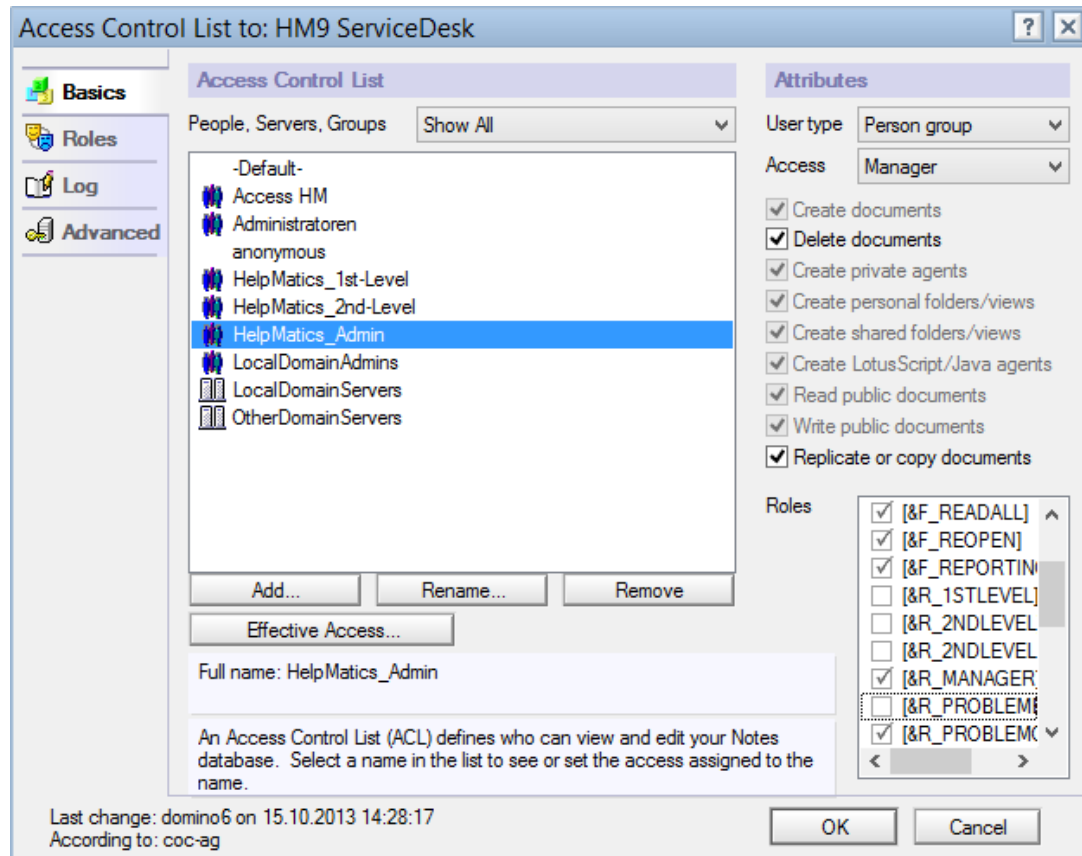 Access Control List to: HM9 ServiceDesk
?
Basics
Roles
Log
Advanced
Access Control List
People, Servers, Groups Show All
-Default-
Access HM
Administratoren
anonymous
HelpMatics_1st-Level
HelpMatics_2nd-Level
HelpMatics_Admin
LocalDomainAdmins
LocalDomainServers
OtherDomainServers
Add... Rename... Remove
Effective Access...
Full name: HelpMatics_Admin
An Access Control List (ACL) defines who can view and edit your Notes
database. Select a name in the list to see or set the access assigned to the
name.
Attributes
User type Person group
Access Manager
Create documents
Delete documents
Create private agents
Create personal folders/views
Create shared folders/views
Create LotusScript/Java agents
Read public documents
Write public documents
Replicate or copy documents
Roles
[&F_READALL]
[&F_REOPEN]
[&F_REPORTIN
[&R_1STLEVEL]
[&R_2NDLEVEL
[&R_2NDLEVEL
[&R_MANAGER
[&R_PROBLEM
[&R_PROBLEM
Last change: domino6 on 15.10.2013 14:28:17
According to: coc-ag
OK Cancel